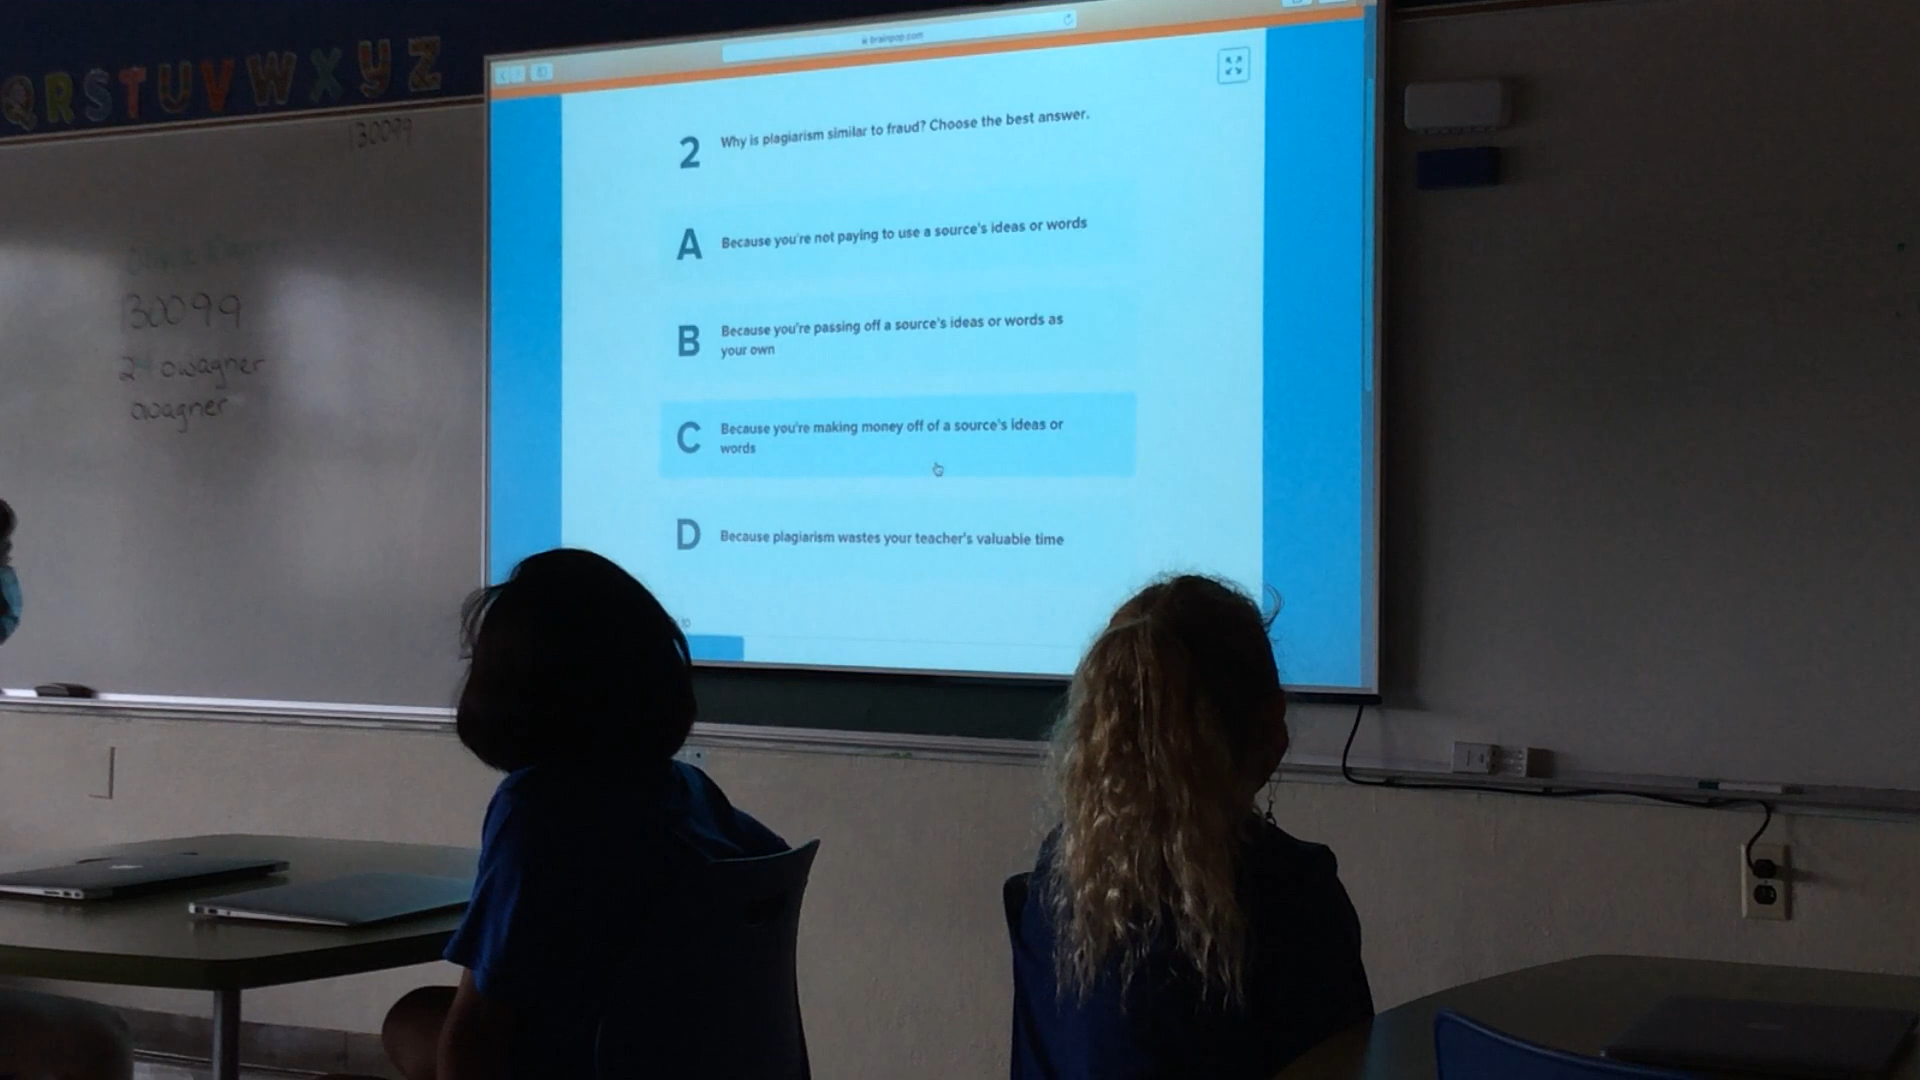 QRSTUVWXYZ
130099
130099
owagner
owagner
brainpop.com
2 Why is plagiarism similar to fraud? Choose the best answer.
A Because you're not paying to use a source's ideas or words
B Because you're passing off a source's ideas or words as
your own
C Because you're making money off of a source's ideas or
words
D Because plagiarism wastes your teacher's valuable time
10